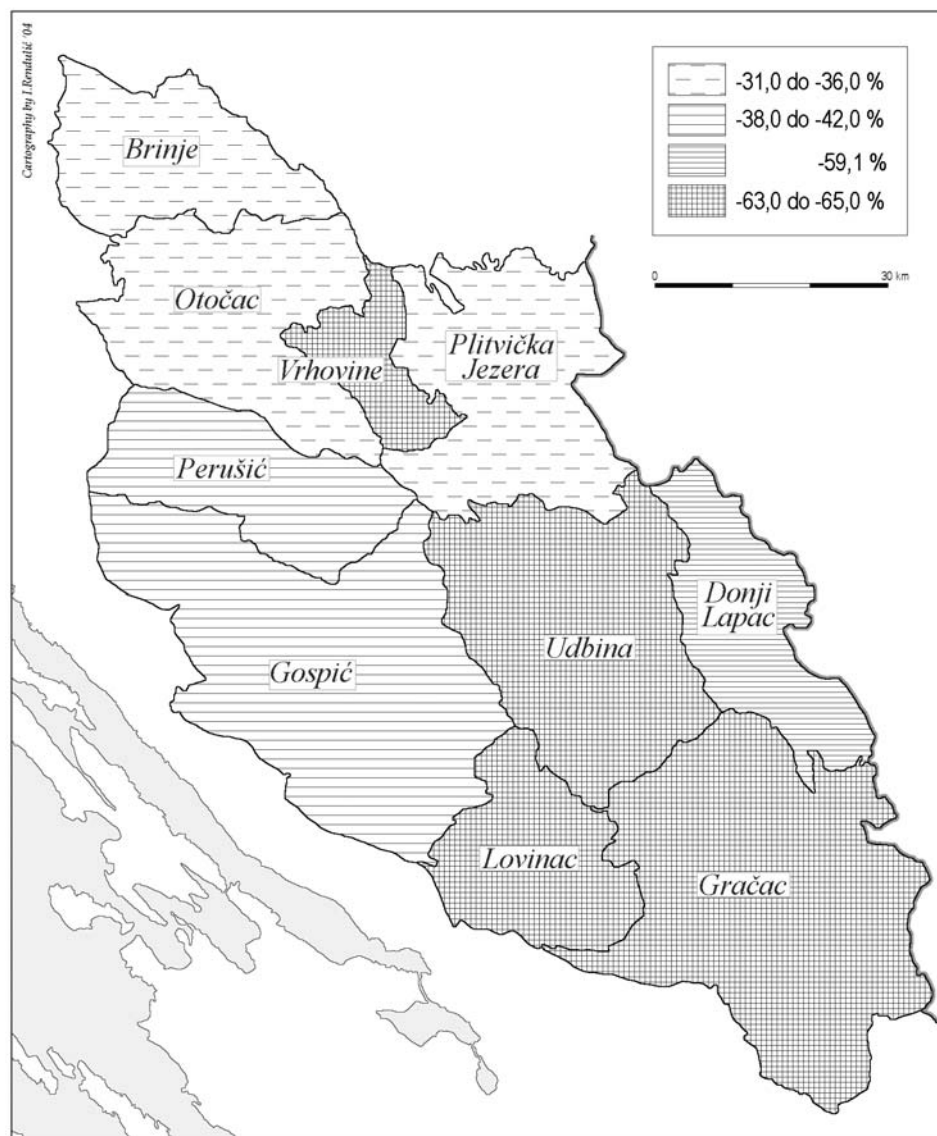 Cartography by I.Rendulić '04
-31,0 do -36,0 %
-38,0 do -42,0 %
-59,1 %
-63,0 do -65,0 %
0 30 km
Brinje
Otočac
Vrhovine
Plitvička
Jezera
Perušić
Donji
Lapac
Udbina
Gospić
Lovinac
Gračac